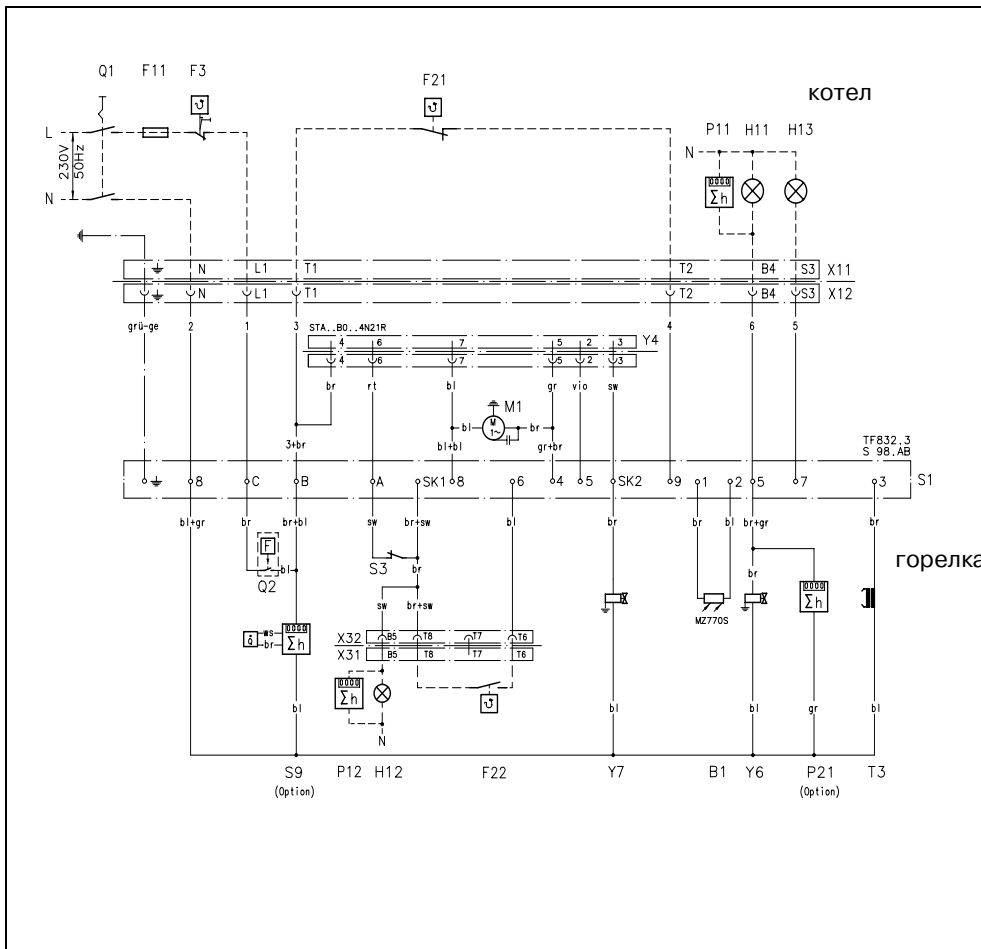 Q1 F11 F3
F21
котел
P11 H11 H13
L
230V
50Hz
N
N
Σh
N L1 T1 T2 B4 S3 X11
N L1 T1 T2 B4 S3 X12
grü-ge 2 1 3 4 6 5
STA..B0..4N21R
4 6 7 5 2 3 Y4
4 6 7 5 2 3
br rt bl gr vio sw
M1
bl M 1~ br
3+br bl+bl gr+br
TF832.3
S 98.AB
8 C B A SK1 8 6 4 5 SK2 9 1 2 5 7 3 S1
bl+gr br br+bl sw br+sw bl br br bl br+gr br
F
S3
bl br
Q2
горелка
br
sw br+sw
MZ770S
Σh
ws
br
Σh
X32 B5 T8 T7 T6
X31 B5 T8 T7 T6
Σh
bl bl bl gr bl
N
S9 P12 H12 F22 Y7 B1 Y6 P21 T3
(Option) (Option)